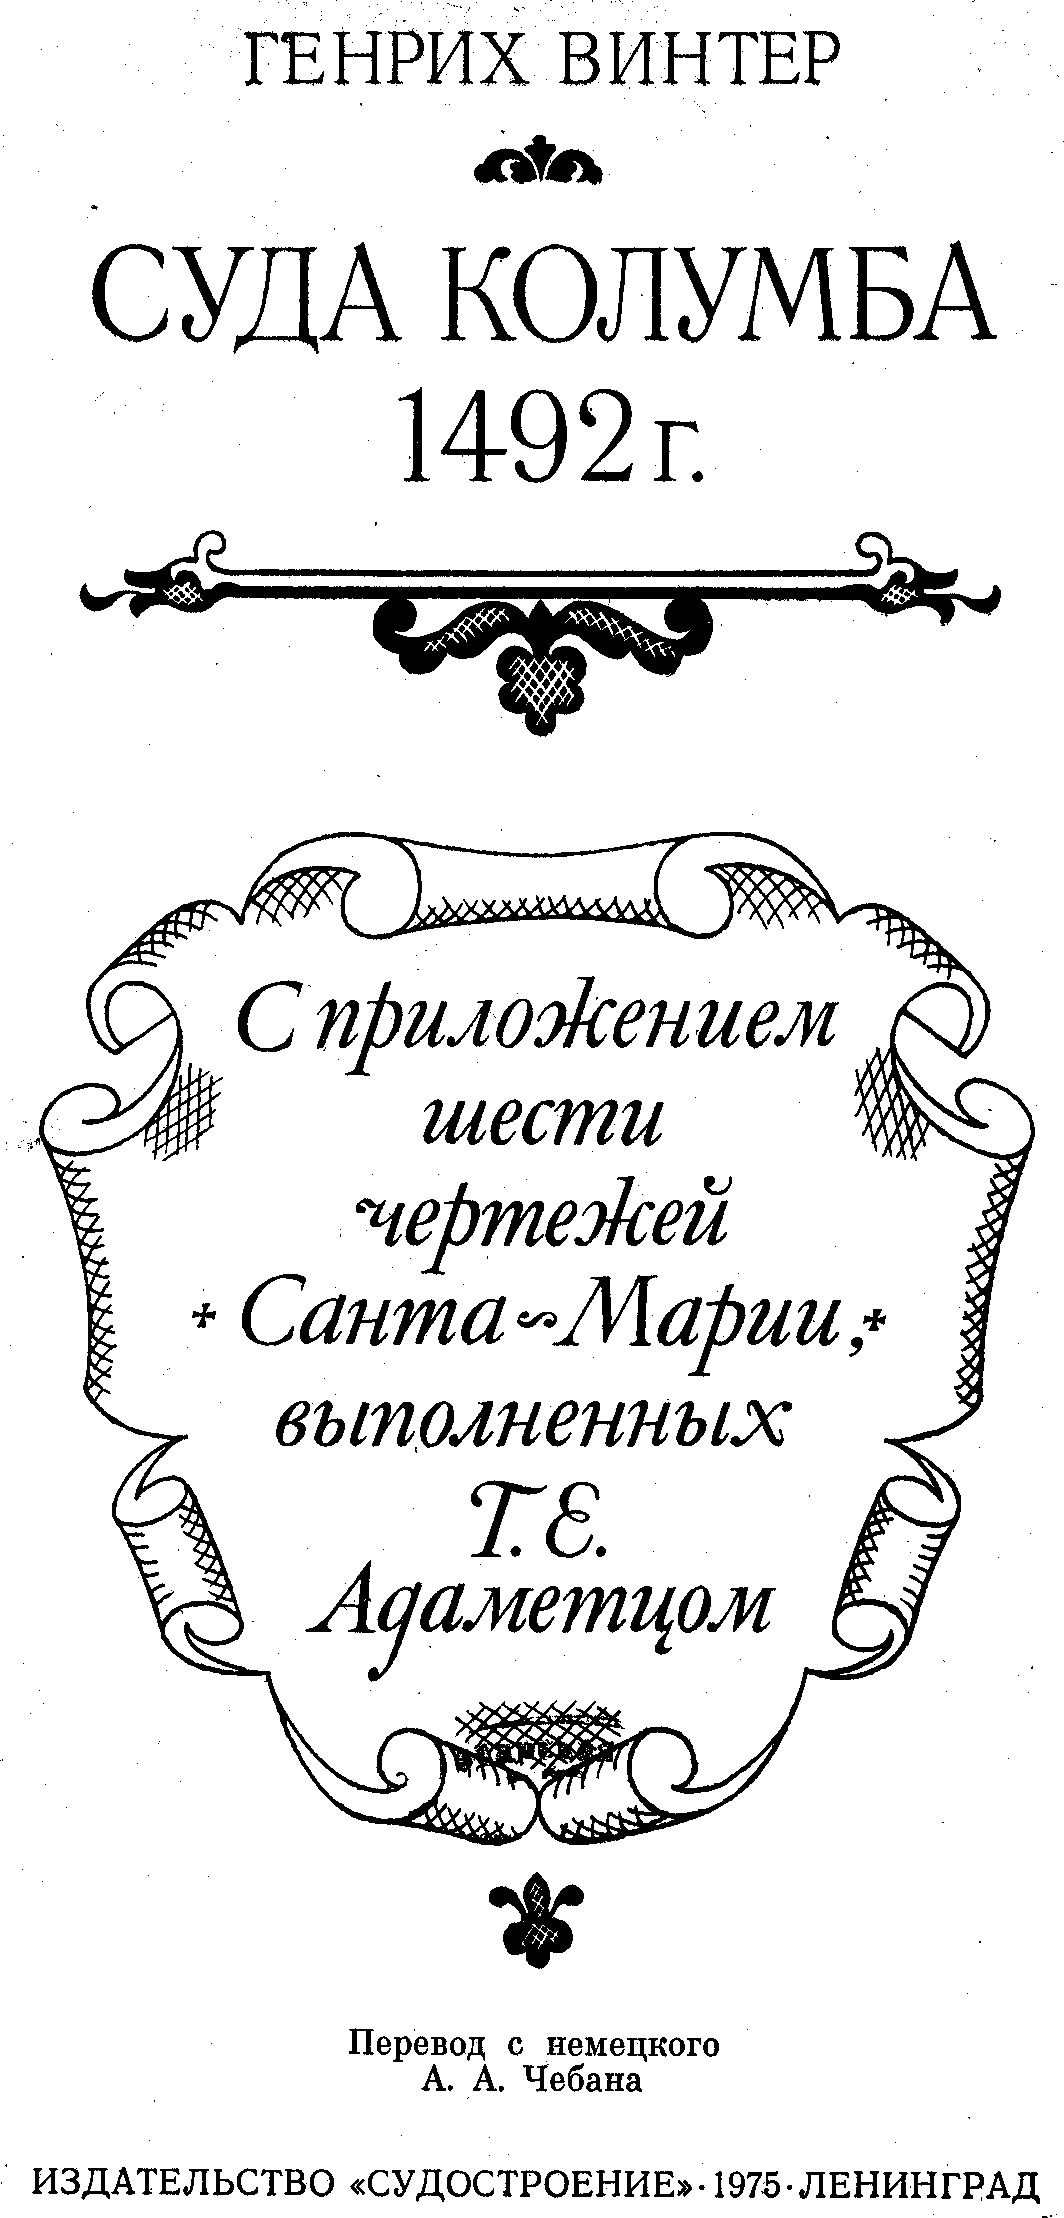 ГЕНРИХ ВИНТЕР
СУДА КОЛУМБА
1492 г.
С приложением
шести
чертежей
Санта~Марии,
выполненных
Т. Е.
Адаметцом
Перевод с немецкого
А. А. Чебана
ИЗДАТЕЛЬСТВО «СУДОСТРОЕНИЕ»·1975·ЛЕНИНГРАД